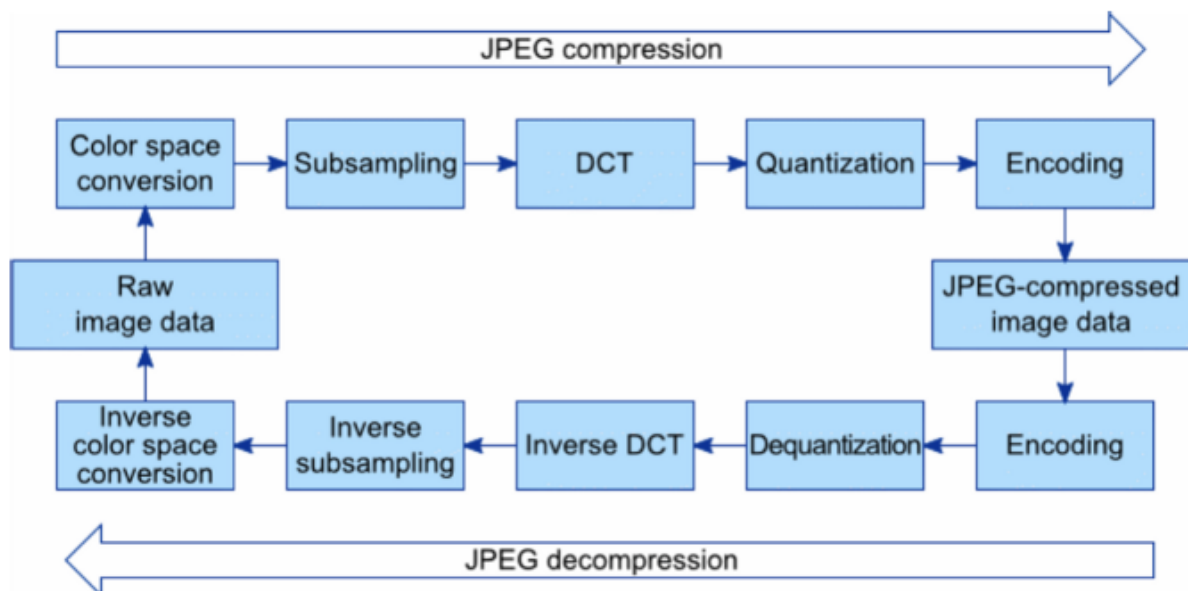 JPEG compression
Color space
conversion
Subsampling
DCT
Quantization
Encoding
Raw
image data
JPEG-compressed
image data
Inverse
color space
conversion
Inverse
subsampling
Inverse DCT
Dequantization
Encoding
JPEG decompression